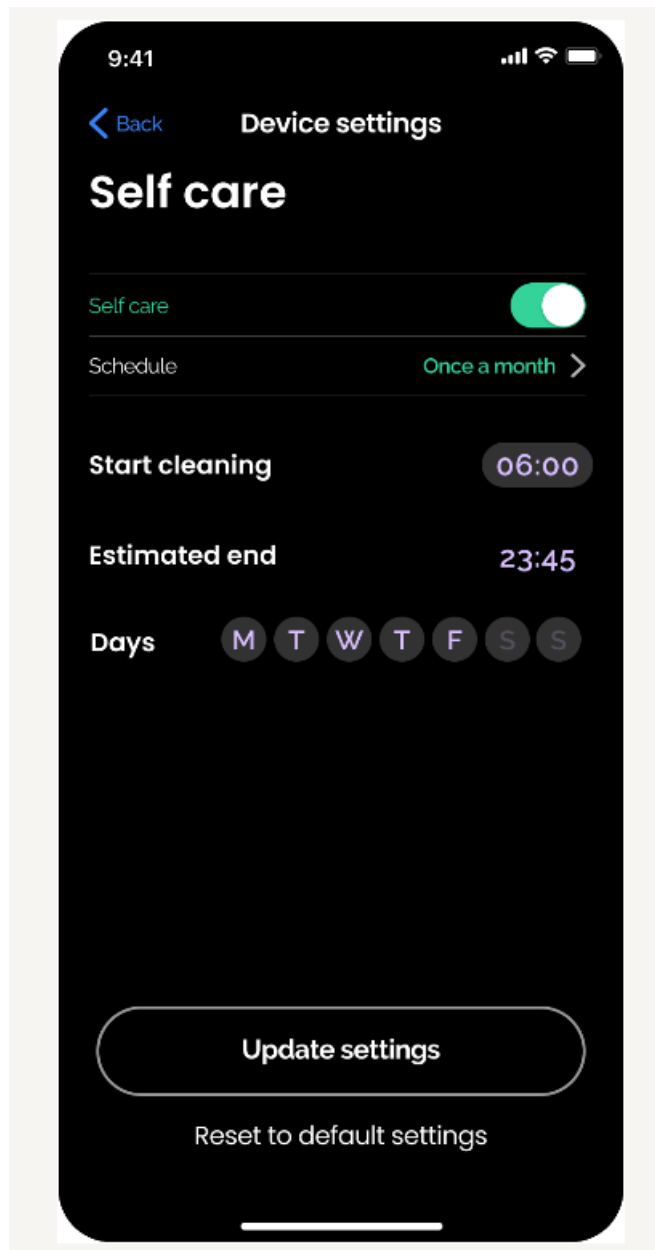 9:41
Back Device settings
Self care
Self care
Schedule Once a month
Start cleaning 06:00
Estimated end 23:45
Days M T W T F S S
Update settings
Reset to default settings